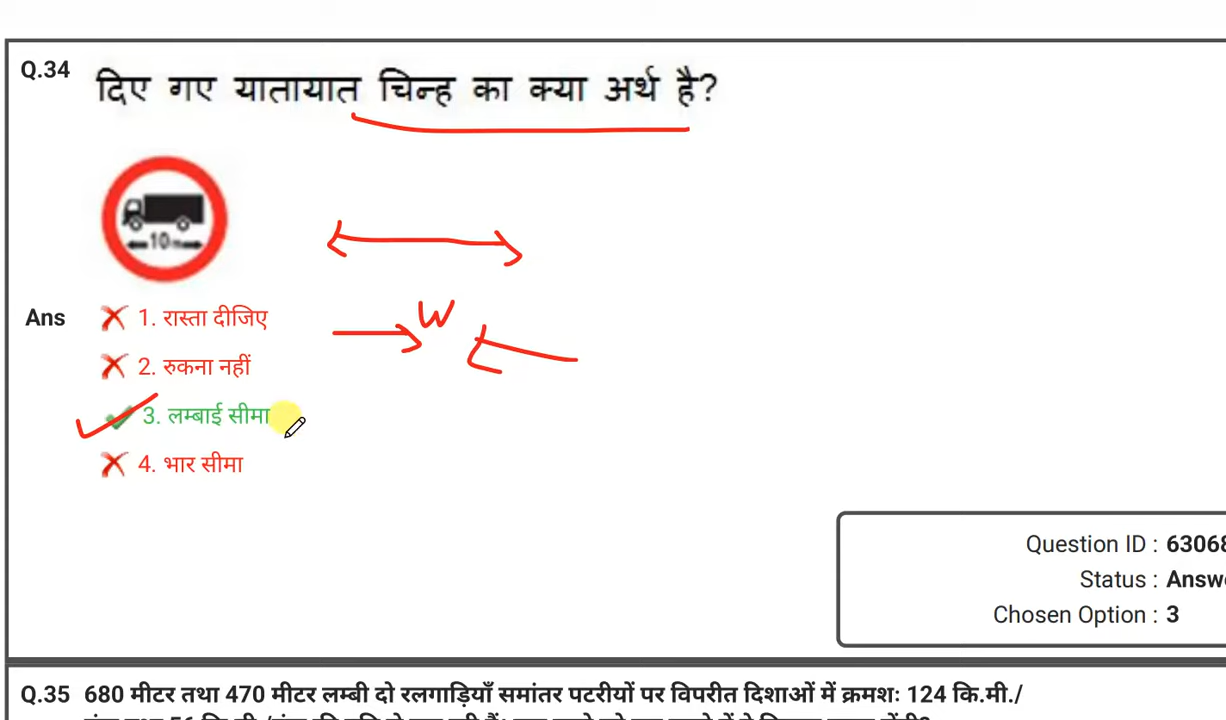 Q.34 दिए गए यातायात चिन्ह का क्या अर्थ है?
10m
W
Ans 1. रास्ता दीजिए
2. रुकना नहीं
3. लम्बाई सीमा
4. भार सीमा
Question ID : 63068
Status : Answ
Chosen Option : 3
Q.35 680 मीटर तथा 470 मीटर लम्बी दो रलगाड़ियाँ समांतर पटरीयों पर विपरीत दिशाओं में क्रमशः 124 कि.मी./